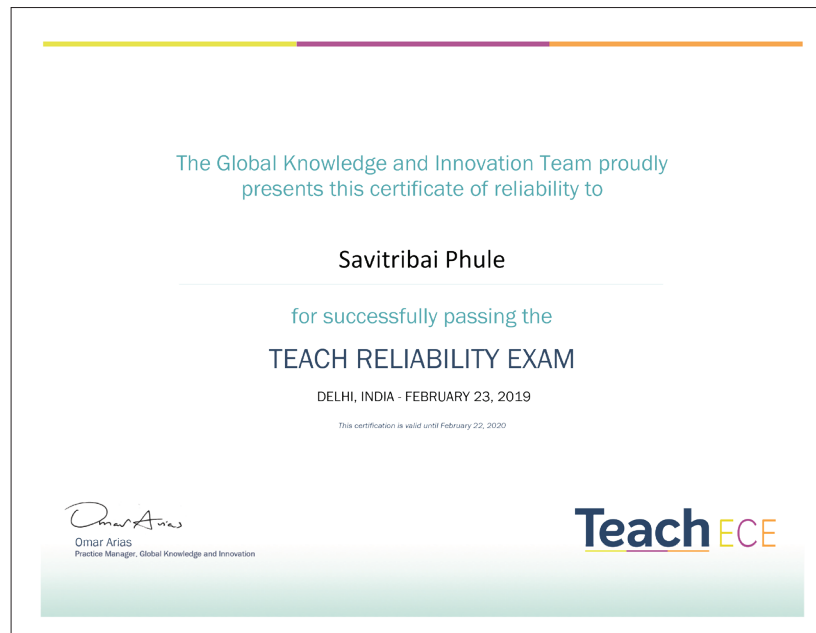 The Global Knowledge and Innovation Team proudly
presents this certificate of reliability to
Savitribai Phule
for successfully passing the
TEACH RELIABILITY EXAM
DELHI, INDIA - FEBRUARY 23, 2019
This certification is valid until February 22, 2020
Omar Arias
Omar Arias
Practice Manager, Global Knowledge and Innovation
Teach ECE